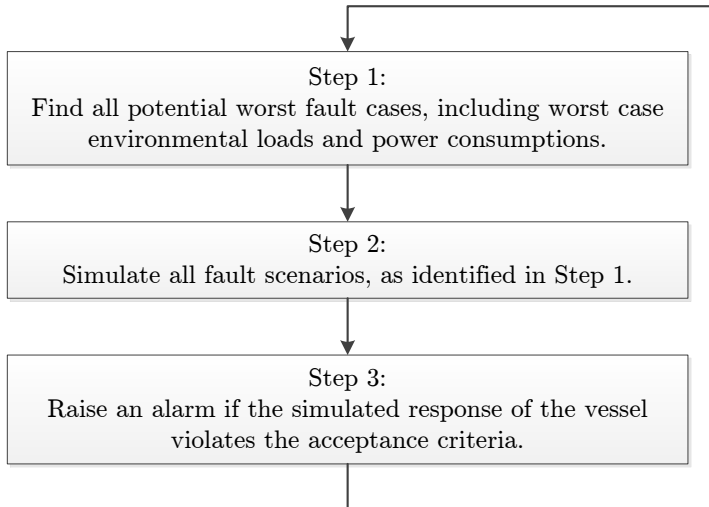 Step 1:
Find all potential worst fault cases, including worst case
environmental loads and power consumptions.
Step 2:
Simulate all fault scenarios, as identified in Step 1.
Step 3:
Raise an alarm if the simulated response of the vessel
violates the acceptance criteria.